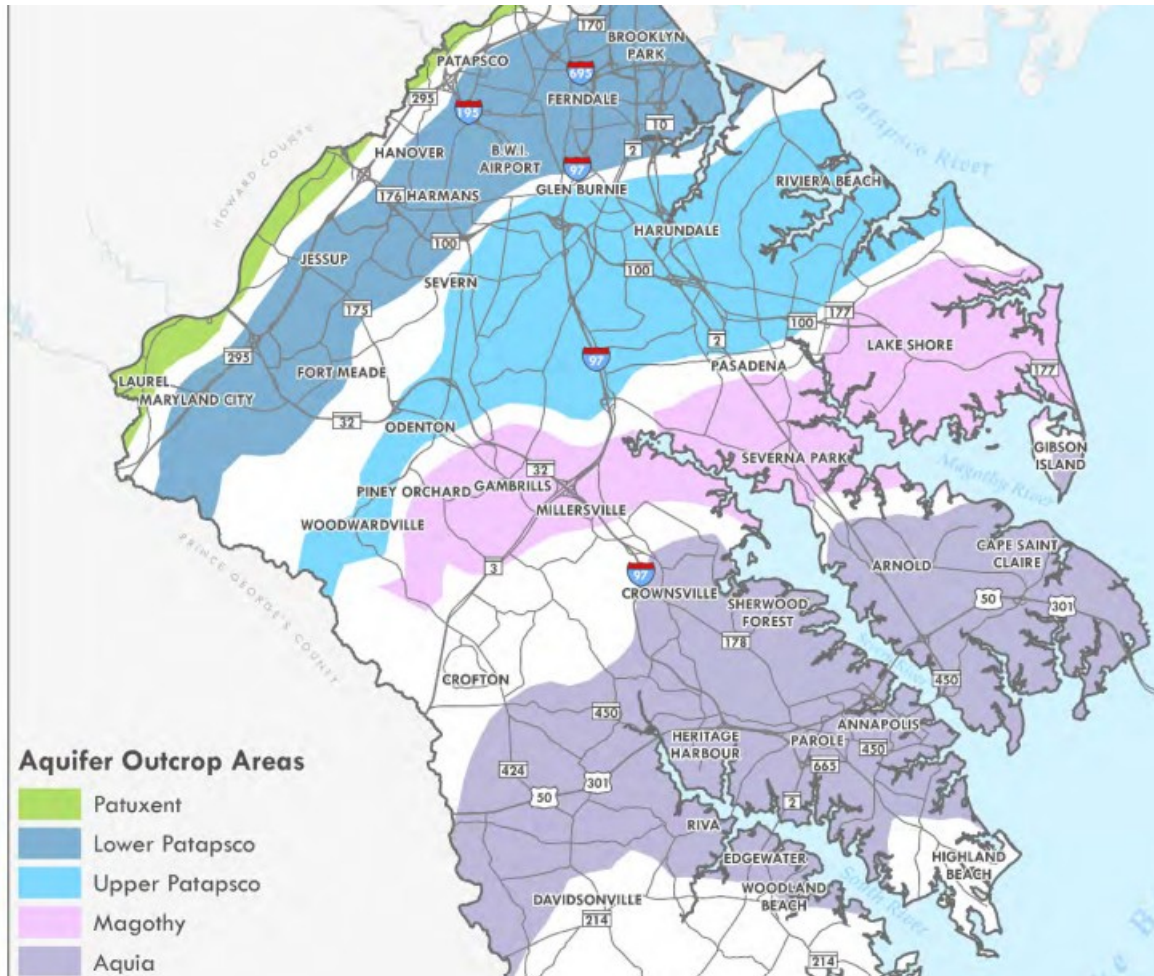 170
BROOKLYN
PARK
PATAPSCO
695
295
FERNDALE
195
10
HANOVER
B.W.I.
AIRPORT
2
97
Patapsco River
HOWARD COUNTY
176
HARMANS
GLEN BURNIE
RIVIERA BEACH
HARUNDALE
100
JESSUP
SEVERN
100
175
100
177
2
LAKE SHORE
295
97
PASADENA
177
FORT MEADE
LAUREL
MARYLAND CITY
32
ODENTON
GIBSON
ISLAND
SEVERNA PARK
Magothy River
32
PINEY ORCHARD
GAMBRILLS
MILLERSVILLE
WOODWARDVILLE
PRINCE GEORGE'S COUNTY
3
97
CAPE SAINT
CLAIRE
ARNOLD
CROWNSVILLE
SHERWOOD
FOREST
50
301
178
Severn River
CROFTON
450
450
ANNAPOLIS
HERITAGE
HARBOUR
PAROLE
450
424
665
301
50
2
RIVA
EDGEWATER
HIGHLAND
BEACH
WOODLAND
BEACH
South River
DAVIDSONVILLE
214
214
Aquifer Outcrop Areas
Patuxent
Lower Patapsco
Upper Patapsco
Magothy
Aquia